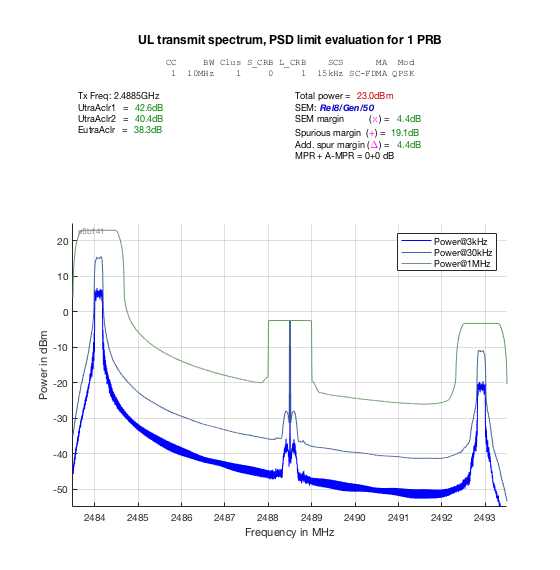 UL transmit spectrum, PSD limit evaluation for 1 PRB
CC BW Clus S_CRB L_CRB SCS MA Mod
1 10MHz 1 0 1 15kHz SC-FDMA QPSK
Tx Freq: 2.4885GHz
UtraAclr1 = 42.6dB
UtraAclr2 = 40.4dB
EutraAclr = 38.3dB
Total power = 23.0dBm
SEM: Rel8/Gen/50
SEM margin (x) = 4.4dB
Spurious margin (+) = 19.1dB
Add. spur margin (Δ) = 4.4dB
MPR + A-MPR = 0+0 dB
Power@3kHz
Power@30kHz
Power@1MHz
20
10
0
-10
-20
-30
-40
-50
Power in dBm
2484 2485 2486 2487 2488 2489 2490 2491 2492 2493
Frequency in MHz